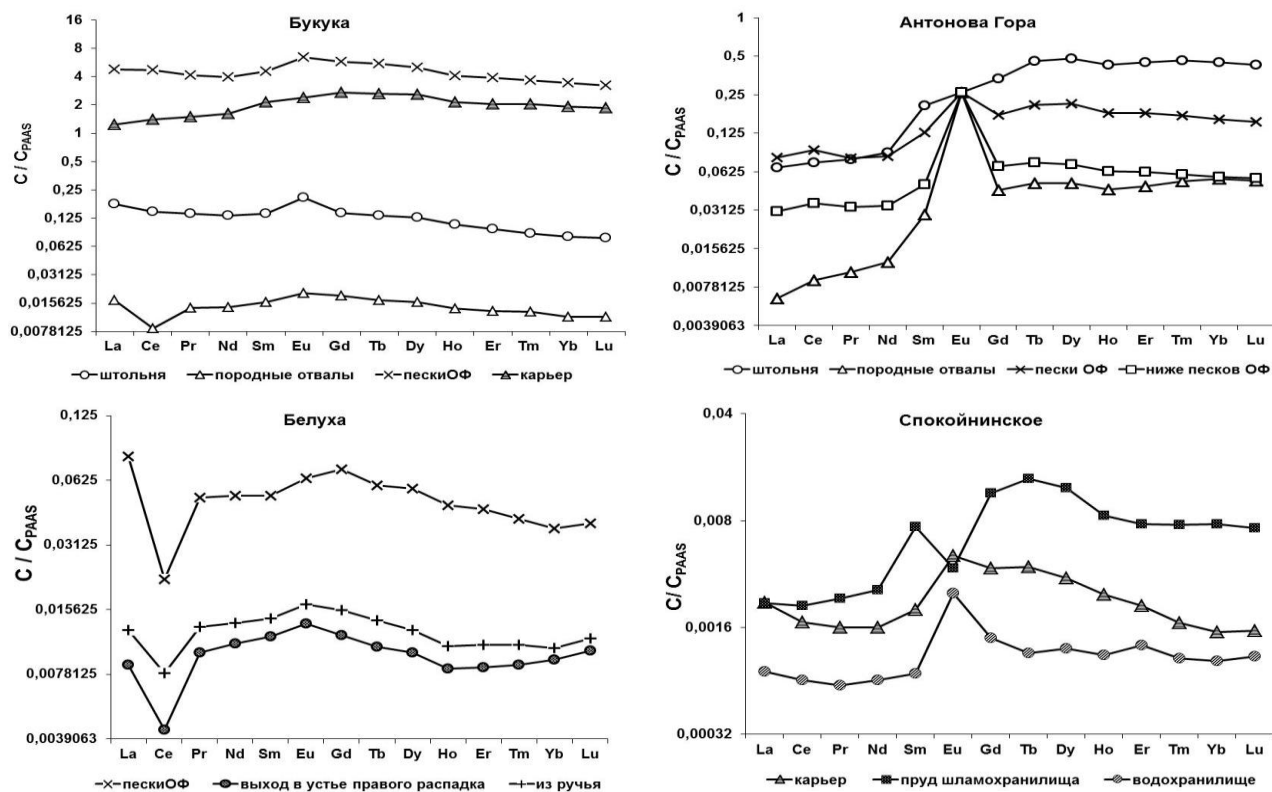 Букука
16
8
4
2
1
0,5
0,25
0,125
0,0625
0,03125
0,015625
0,0078125
C / C_PAAS
La Ce Pr Nd Sm Eu Gd Tb Dy Ho Er Tm Yb Lu
штольня породные отвалы пескиОФ карьер
Антонова Гора
1
0,5
0,25
0,125
0,0625
0,03125
0,015625
0,0078125
0,0039063
C / C_PAAS
La Ce Pr Nd Sm Eu Gd Tb Dy Ho Er Tm Yb Lu
штольня породные отвалы пески ОФ ниже песков ОФ
Белуха
0,125
0,0625
0,03125
0,015625
0,0078125
0,0039063
C / C_PAAS
La Ce Pr Nd Sm Eu Gd Tb Dy Ho Er Tm Yb Lu
пескиОФ выход в устье правого распадка из ручья
Спокойнинское
0,04
0,008
0,0016
0,00032
C/ C_PAAS
La Ce Pr Nd Sm Eu Gd Tb Dy Ho Er Tm Yb Lu
карьер пруд шламохранилища водохранилище